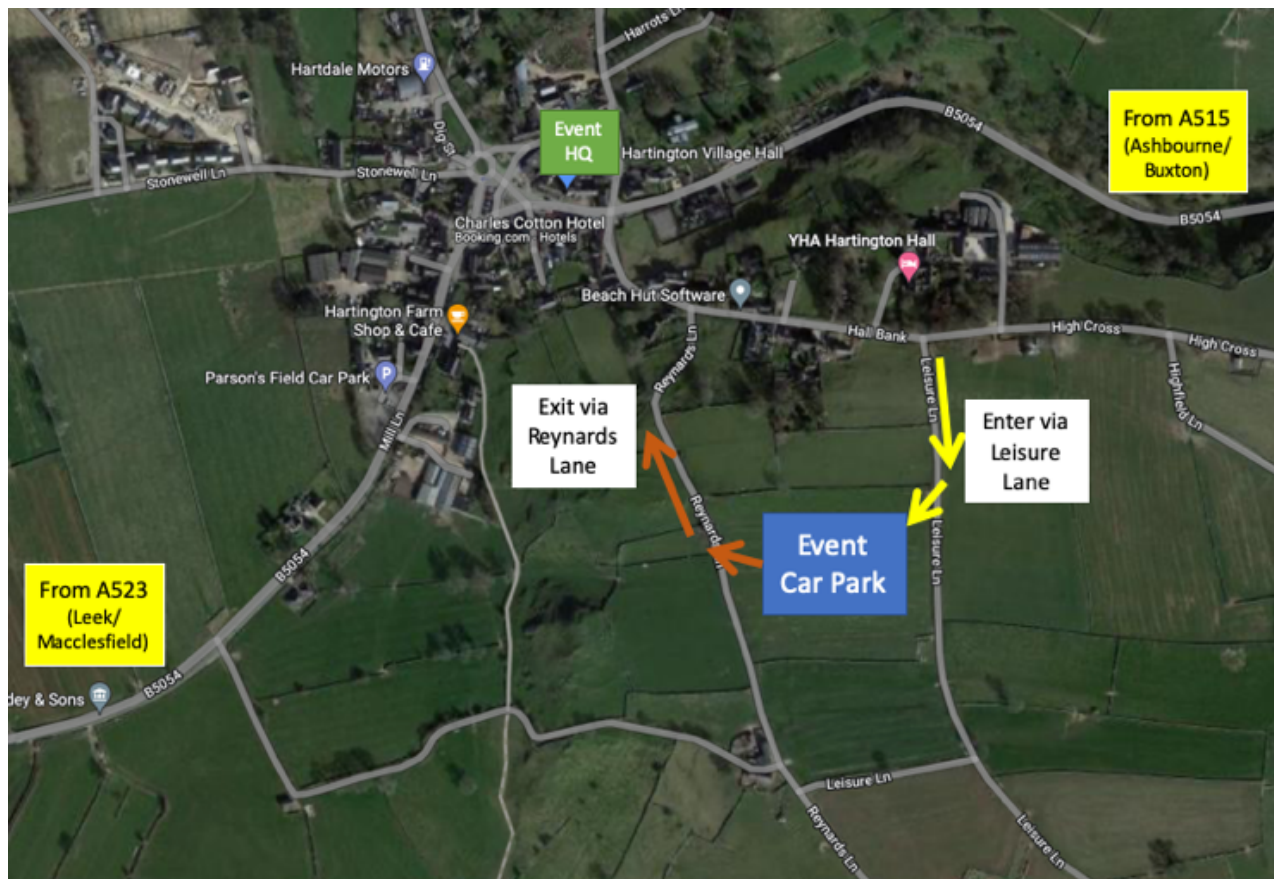 Harrots Ln
Hartdale Motors
Dig St
Event
HQ
Hartington Village Hall
B5054
From A515
(Ashbourne/
Buxton)
B5054
Stonewell Ln
Stonewell Ln
Charles Cotton Hotel
Booking.com · Hotels
YHA Hartington Hall
Beach Hut Software
Hartington Farm
Shop & Cafe
Hall Bank
High Cross
High Cross
Parson's Field Car Park
Reynards Ln
Leisure Ln
Highfield Ln
Mill Ln
Exit via
Reynards
Lane
Enter via
Leisure
Lane
Reynards Ln
Leisure Ln
Event
Car Park
B5054
From A523
(Leek/
Macclesfield)
B5054
dey & Sons
Leisure Ln
Reynards Ln
Leisure Ln